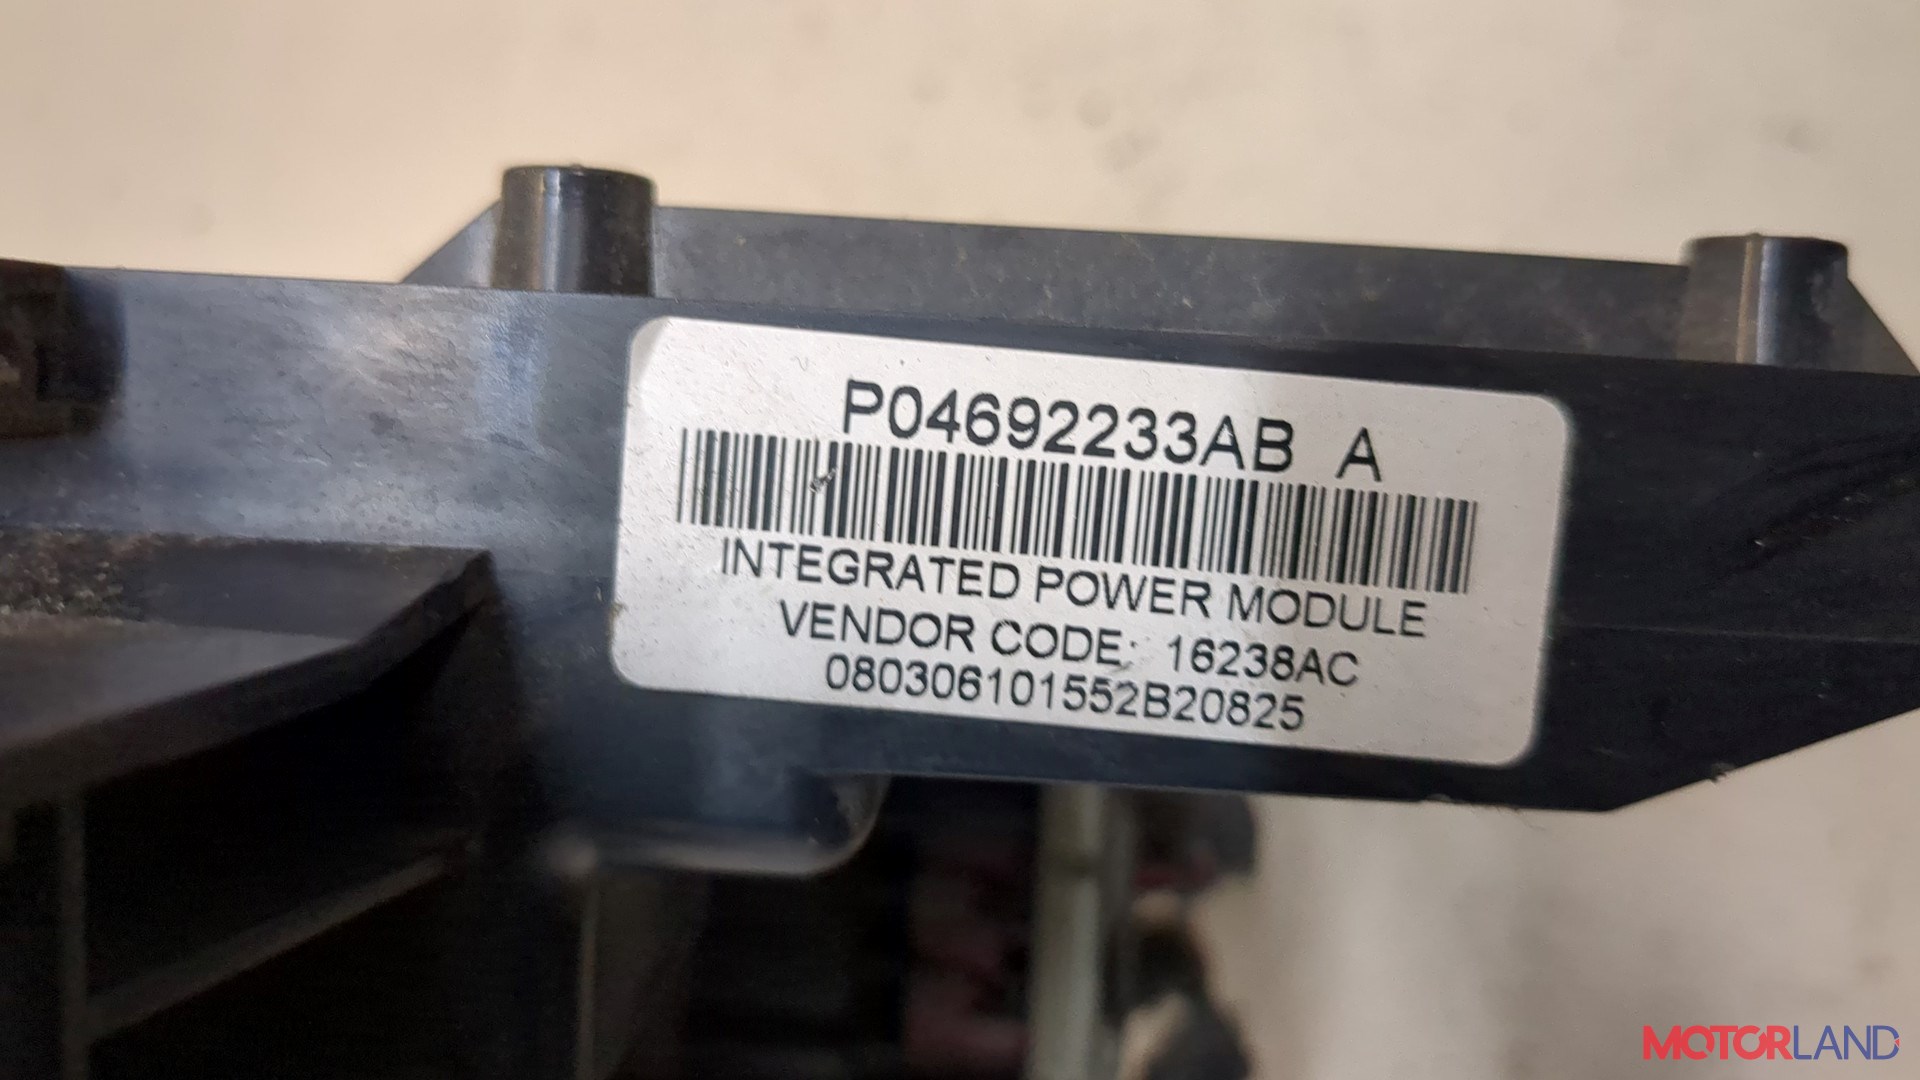 P04692233AB A
INTEGRATED POWER MODULE
VENDOR CODE: 16238AC
080306101552B20825
MOTORLAND